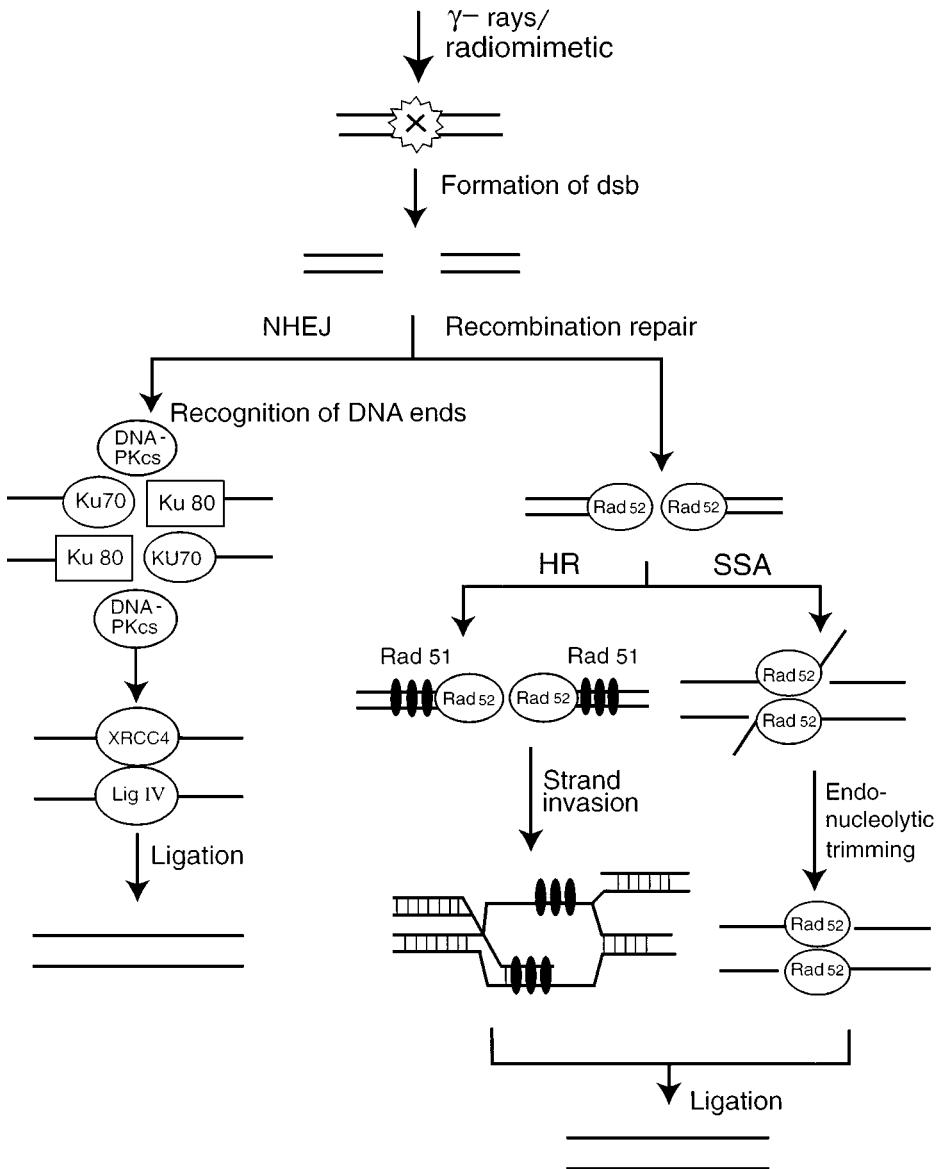 γ– rays/
radiomimetic
X
Formation of dsb
NHEJ
Recombination repair
Recognition of DNA ends
DNA-
PKcs
Ku70
Ku 80
Ku 80
KU70
DNA-
PKcs
XRCC4
Lig IV
Ligation
Rad 52
Rad 52
HR
SSA
Rad 51
Rad 51
Rad 52
Rad 52
Strand
invasion
Rad 52
Rad 52
Endo-
nucleolytic
trimming
Rad 52
Rad 52
Ligation